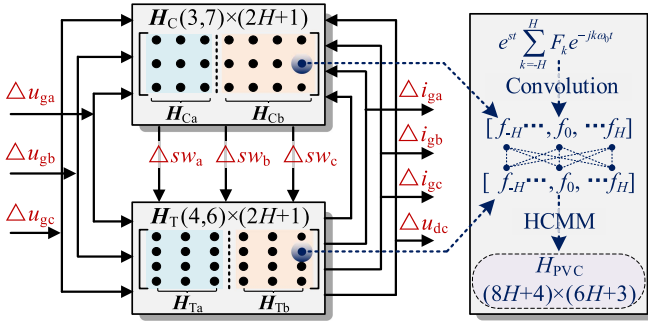 H_C(3,7)×(2H+1)
H_Ca H_Cb
△u_ga
△u_gb
△u_gc
△sw_a △sw_b △sw_c
H_T(4,6)×(2H+1)
H_Ta H_Tb
△i_ga
△i_gb
△i_gc
△u_dc
e^{st} ∑_{k=-H}^{H} F_k e^{-jkω_0t}
Convolution
[ f_{-H} ···, f_0, ··· f_H ]
[ f_{-H} ···, f_0, ··· f_H ]
HCMM
H_PVC
(8H+4)×(6H+3)